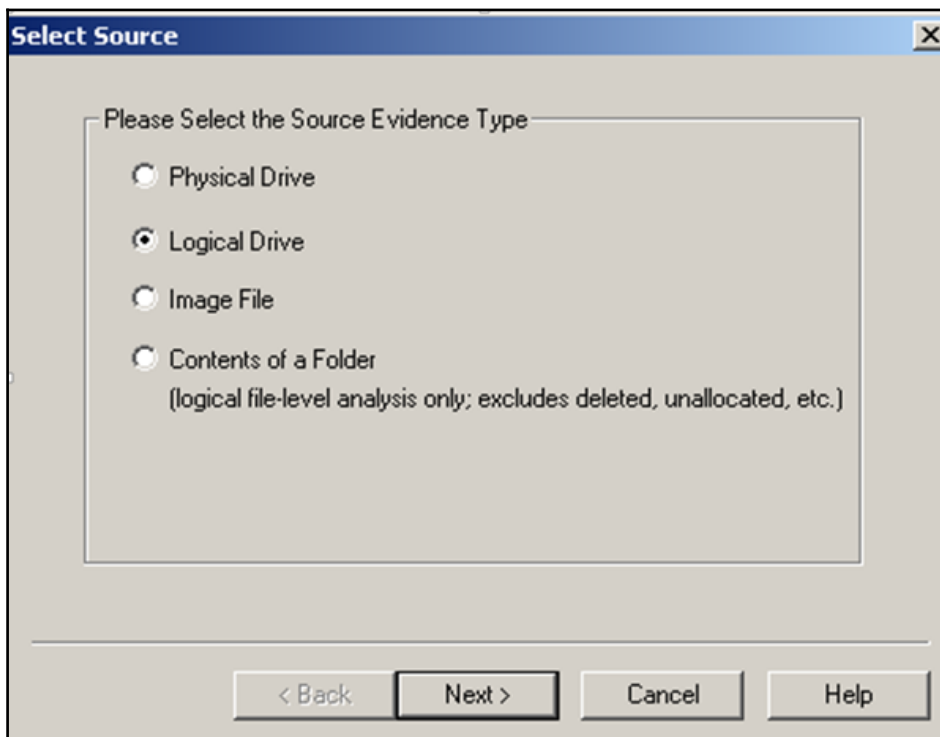 Select Source
Please Select the Source Evidence Type
Physical Drive
Logical Drive
Image File
Contents of a Folder
(logical file-level analysis only; excludes deleted, unallocated, etc.)
< Back Next > Cancel Help